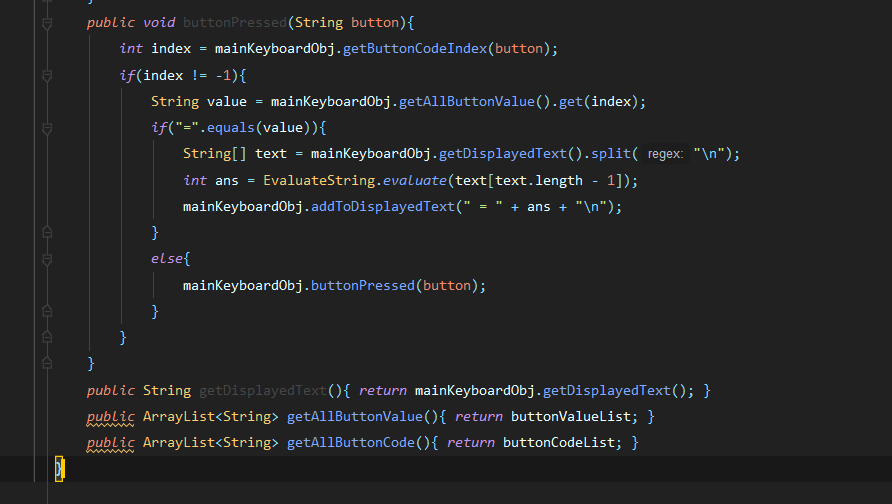 }
public void buttonPressed(String button){
int index = mainKeyboardObj.getButtonCodeIndex(button);
if(index != -1){
String value = mainKeyboardObj.getAllButtonValue().get(index);
if("=".equals(value)){
String[] text = mainKeyboardObj.getDisplayedText().split( regex: "\n");
int ans = EvaluateString.evaluate(text[text.length - 1]);
mainKeyboardObj.addToDisplayedText(" = " + ans + "\n");
}
else{
mainKeyboardObj.buttonPressed(button);
}
}
}
public String getDisplayedText(){ return mainKeyboardObj.getDisplayedText(); }
public ArrayList<String> getAllButtonValue(){ return buttonValueList; }
public ArrayList<String> getAllButtonCode(){ return buttonCodeList; }
}